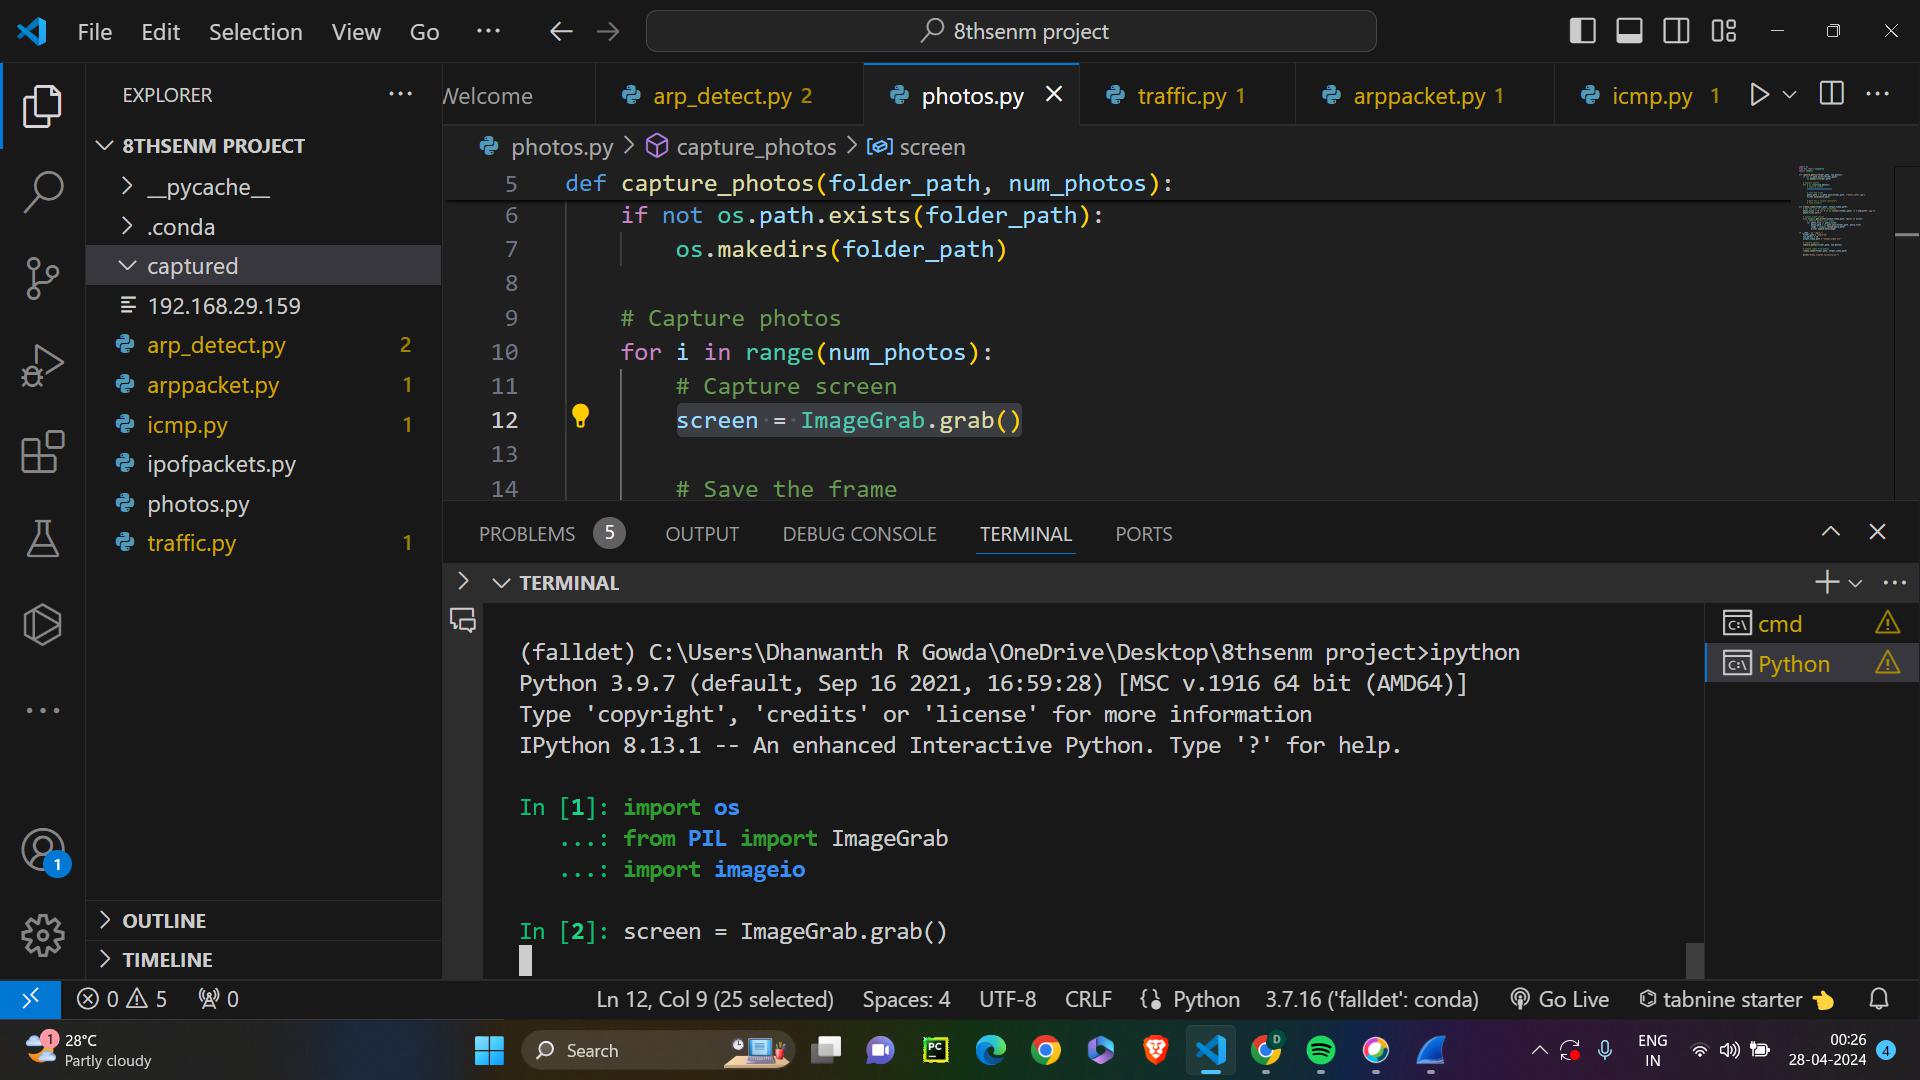 File Edit Selection View Go ... 8thsenm project
EXPLORER
8THSENM PROJECT
__pycache__
.conda
captured
192.168.29.159
arp_detect.py 2
arppacket.py 1
icmp.py 1
ipofpackets.py
photos.py
traffic.py 1
OUTLINE
TIMELINE
Welcome arp_detect.py 2 photos.py traffic.py 1 arppacket.py 1 icmp.py 1
photos.py > capture_photos > screen
5 def capture_photos(folder_path, num_photos):
6 if not os.path.exists(folder_path):
7 os.makedirs(folder_path)
8
9 # Capture photos
10 for i in range(num_photos):
11 # Capture screen
12 screen = ImageGrab.grab()
13
14 # Save the frame
PROBLEMS 5 OUTPUT DEBUG CONSOLE TERMINAL PORTS
TERMINAL
cmd
Python
(falldet) C:\Users\Dhanwanth R Gowda\OneDrive\Desktop\8thsenm project>ipython
Python 3.9.7 (default, Sep 16 2021, 16:59:28) [MSC v.1916 64 bit (AMD64)]
Type 'copyright', 'credits' or 'license' for more information
IPython 8.13.1 -- An enhanced Interactive Python. Type '?' for help.
In [1]: import os
...: from PIL import ImageGrab
...: import imageio
In [2]: screen = ImageGrab.grab()
1
0 5 0 Ln 12, Col 9 (25 selected) Spaces: 4 UTF-8 CRLF Python 3.7.16 ('falldet': conda) Go Live tabnine starter
1 28°C
Partly cloudy
Search
PC
D
ENG
IN
00:26
28-04-2024 4